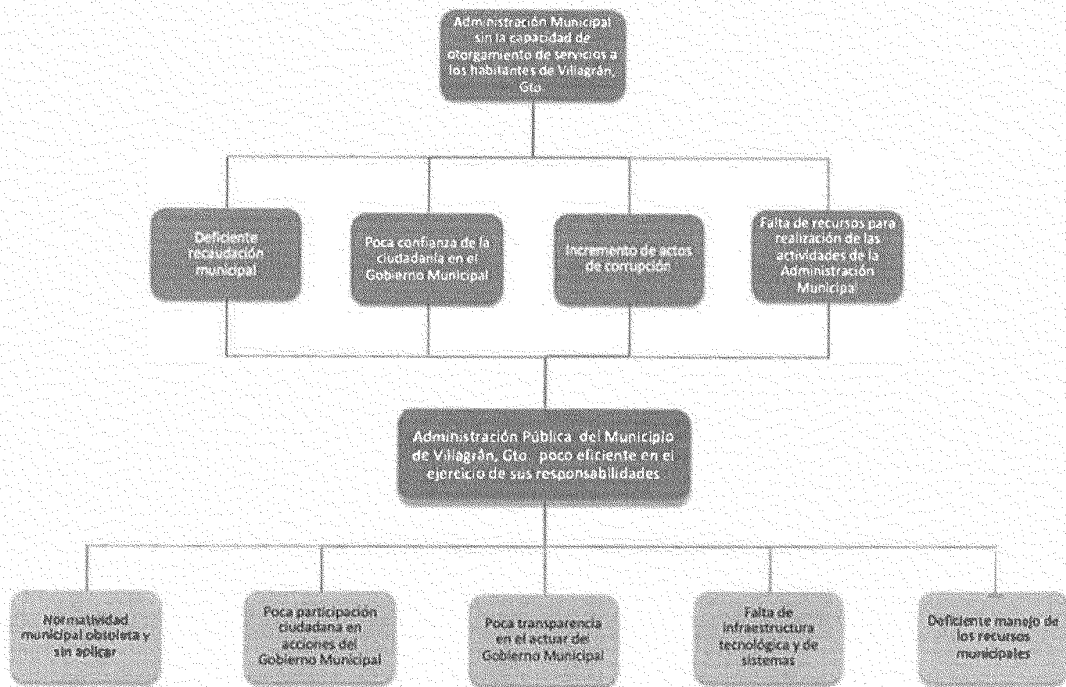 Administración Municipal
sin la capacidad de
otorgamiento de servicios a
los habitantes de Villagrán,
Gto
Deficiente
recaudación
municipal
Poca confianza de la
ciudadanía en el
Gobierno Municipal
Incremento de actos
de corrupción
Falta de recursos para
realización de las
actividades de la
Administración
Municipal
Administración Pública del Municipio
de Villagrán, Gto. poco eficiente en el
ejercicio de sus responsabilidades
Normatividad
municipal obsoleta y
sin aplicar
Poca participación
ciudadana en
acciones del
Gobierno Municipal
Poca transparencia
en el actuar del
Gobierno Municipal
Falta de
infraestructura
tecnológica y de
sistemas
Deficiente manejo de
los recursos
municipales